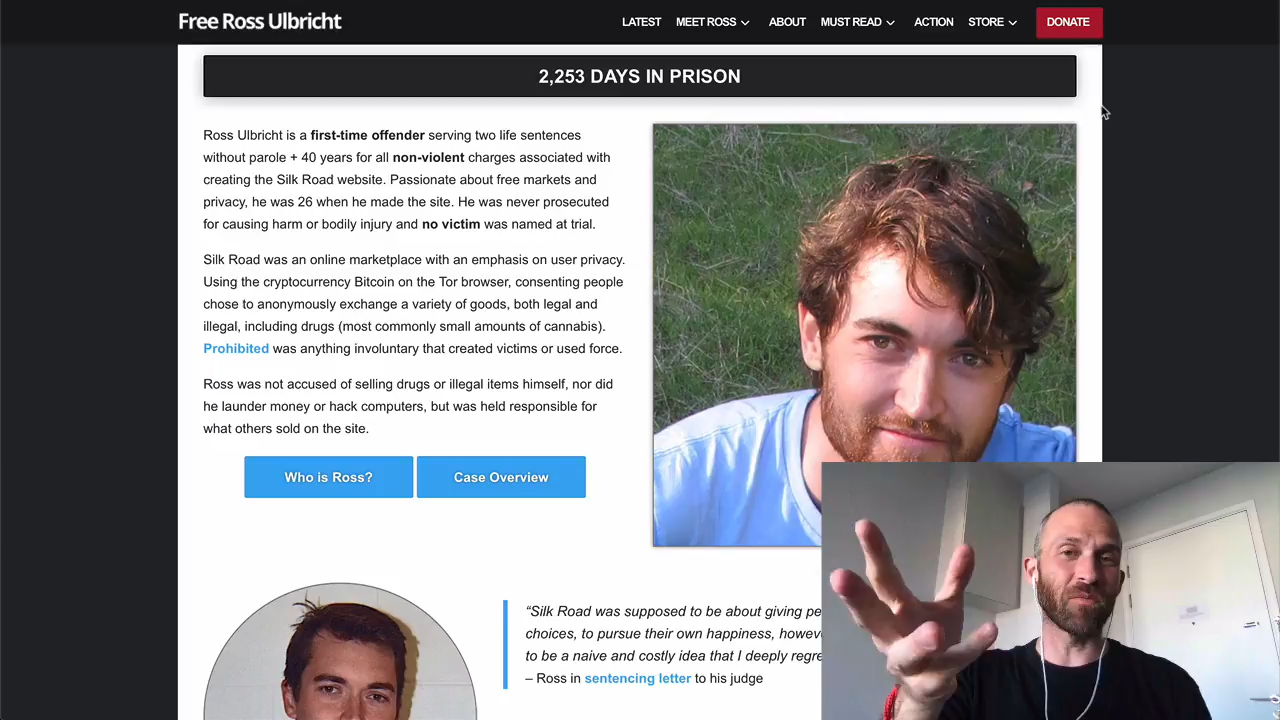 Free Ross Ulbricht
LATEST MEET ROSS ABOUT MUST READ ACTION STORE DONATE
2,253 DAYS IN PRISON
Ross Ulbricht is a first-time offender serving two life sentences
without parole + 40 years for all non-violent charges associated with
creating the Silk Road website. Passionate about free markets and
privacy, he was 26 when he made the site. He was never prosecuted
for causing harm or bodily injury and no victim was named at trial.
Silk Road was an online marketplace with an emphasis on user privacy.
Using the cryptocurrency Bitcoin on the Tor browser, consenting people
chose to anonymously exchange a variety of goods, both legal and
illegal, including drugs (most commonly small amounts of cannabis).
Prohibited was anything involuntary that created victims or used force.
Ross was not accused of selling drugs or illegal items himself, nor did
he launder money or hack computers, but was held responsible for
what others sold on the site.
Who is Ross? Case Overview
“Silk Road was supposed to be about giving pe
choices, to pursue their own happiness, howev
to be a naive and costly idea that I deeply regre
– Ross in sentencing letter to his judge